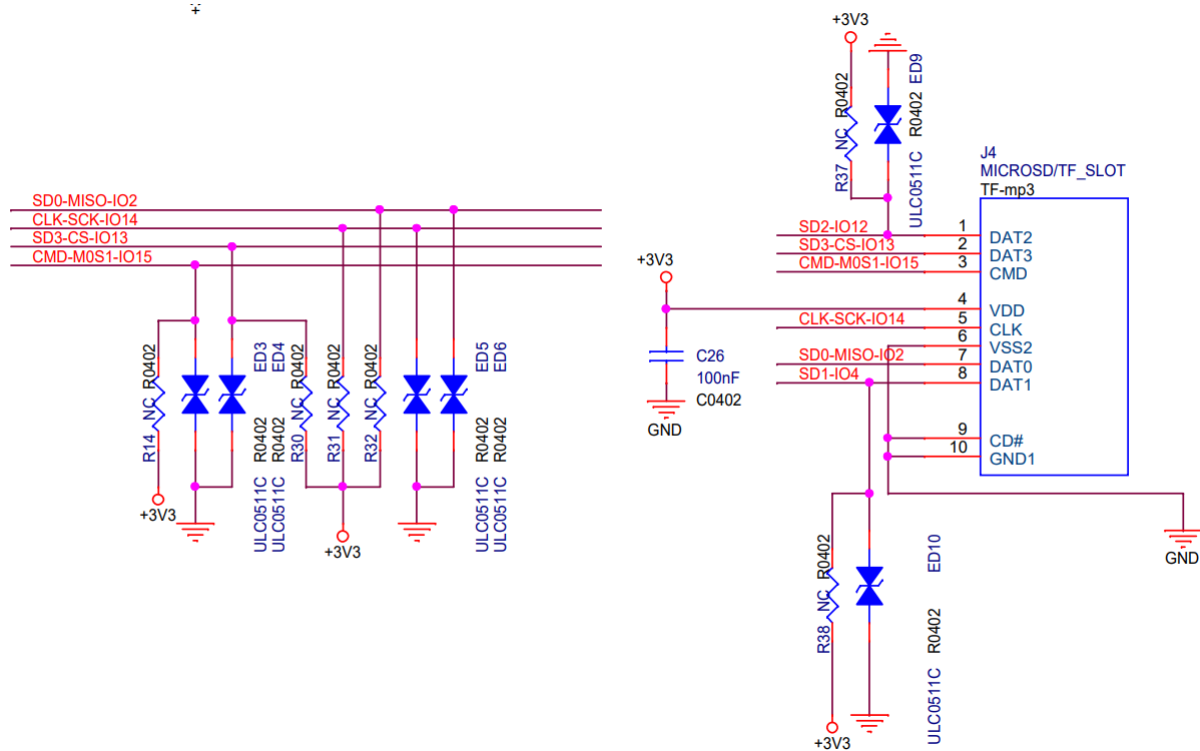 SD0-MISO-IO2
CLK-SCK-IO14
SD3-CS-IO13
CMD-M0S1-IO15
R14 NC R0402
ED3
ED4
ULC0511C R0402
ULC0511C R0402
R30 NC R0402
R31 NC R0402
R32 NC R0402
ED5
ED6
ULC0511C R0402
ULC0511C R0402
+3V3
+3V3
+3V3
R37 NC R0402
ULC0511C R0402 ED9
J4
MICROSD/TF_SLOT
TF-mp3
SD2-IO12 1 DAT2
SD3-CS-IO13 2 DAT3
CMD-M0S1-IO15 3 CMD
+3V3
4 VDD
CLK-SCK-IO14 5 CLK
6 VSS2
SD0-MISO-IO2 7 DAT0
SD1-IO4 8 DAT1
C26
100nF
C0402
GND
9 CD#
10 GND1
R38 NC R0402
ULC0511C R0402 ED10
GND
+3V3